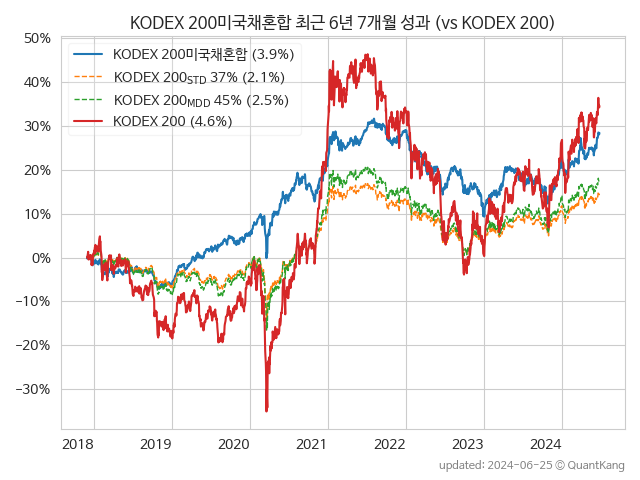 KODEX 200미국채혼합 최근 6년 7개월 성과 (vs KODEX 200)
50%
40%
30%
20%
10%
0%
−10%
−20%
−30%
KODEX 200미국채혼합 (3.9%)
KODEX 200STD 37% (2.1%)
KODEX 200MDD 45% (2.5%)
KODEX 200 (4.6%)
2018 2019 2020 2021 2022 2023 2024
updated: 2024-06-25 ⓒ QuantKang